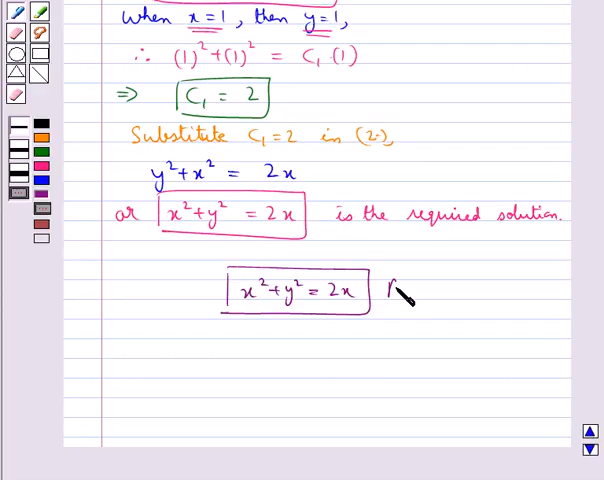 When x = 1, then y = 1,
∴ (1)² + (1)² = C₁ (1)
⇒ C₁ = 2
Substitute C₁ = 2 in (2),
y² + x² = 2x
or x² + y² = 2x is the required solution.
x² + y² = 2x